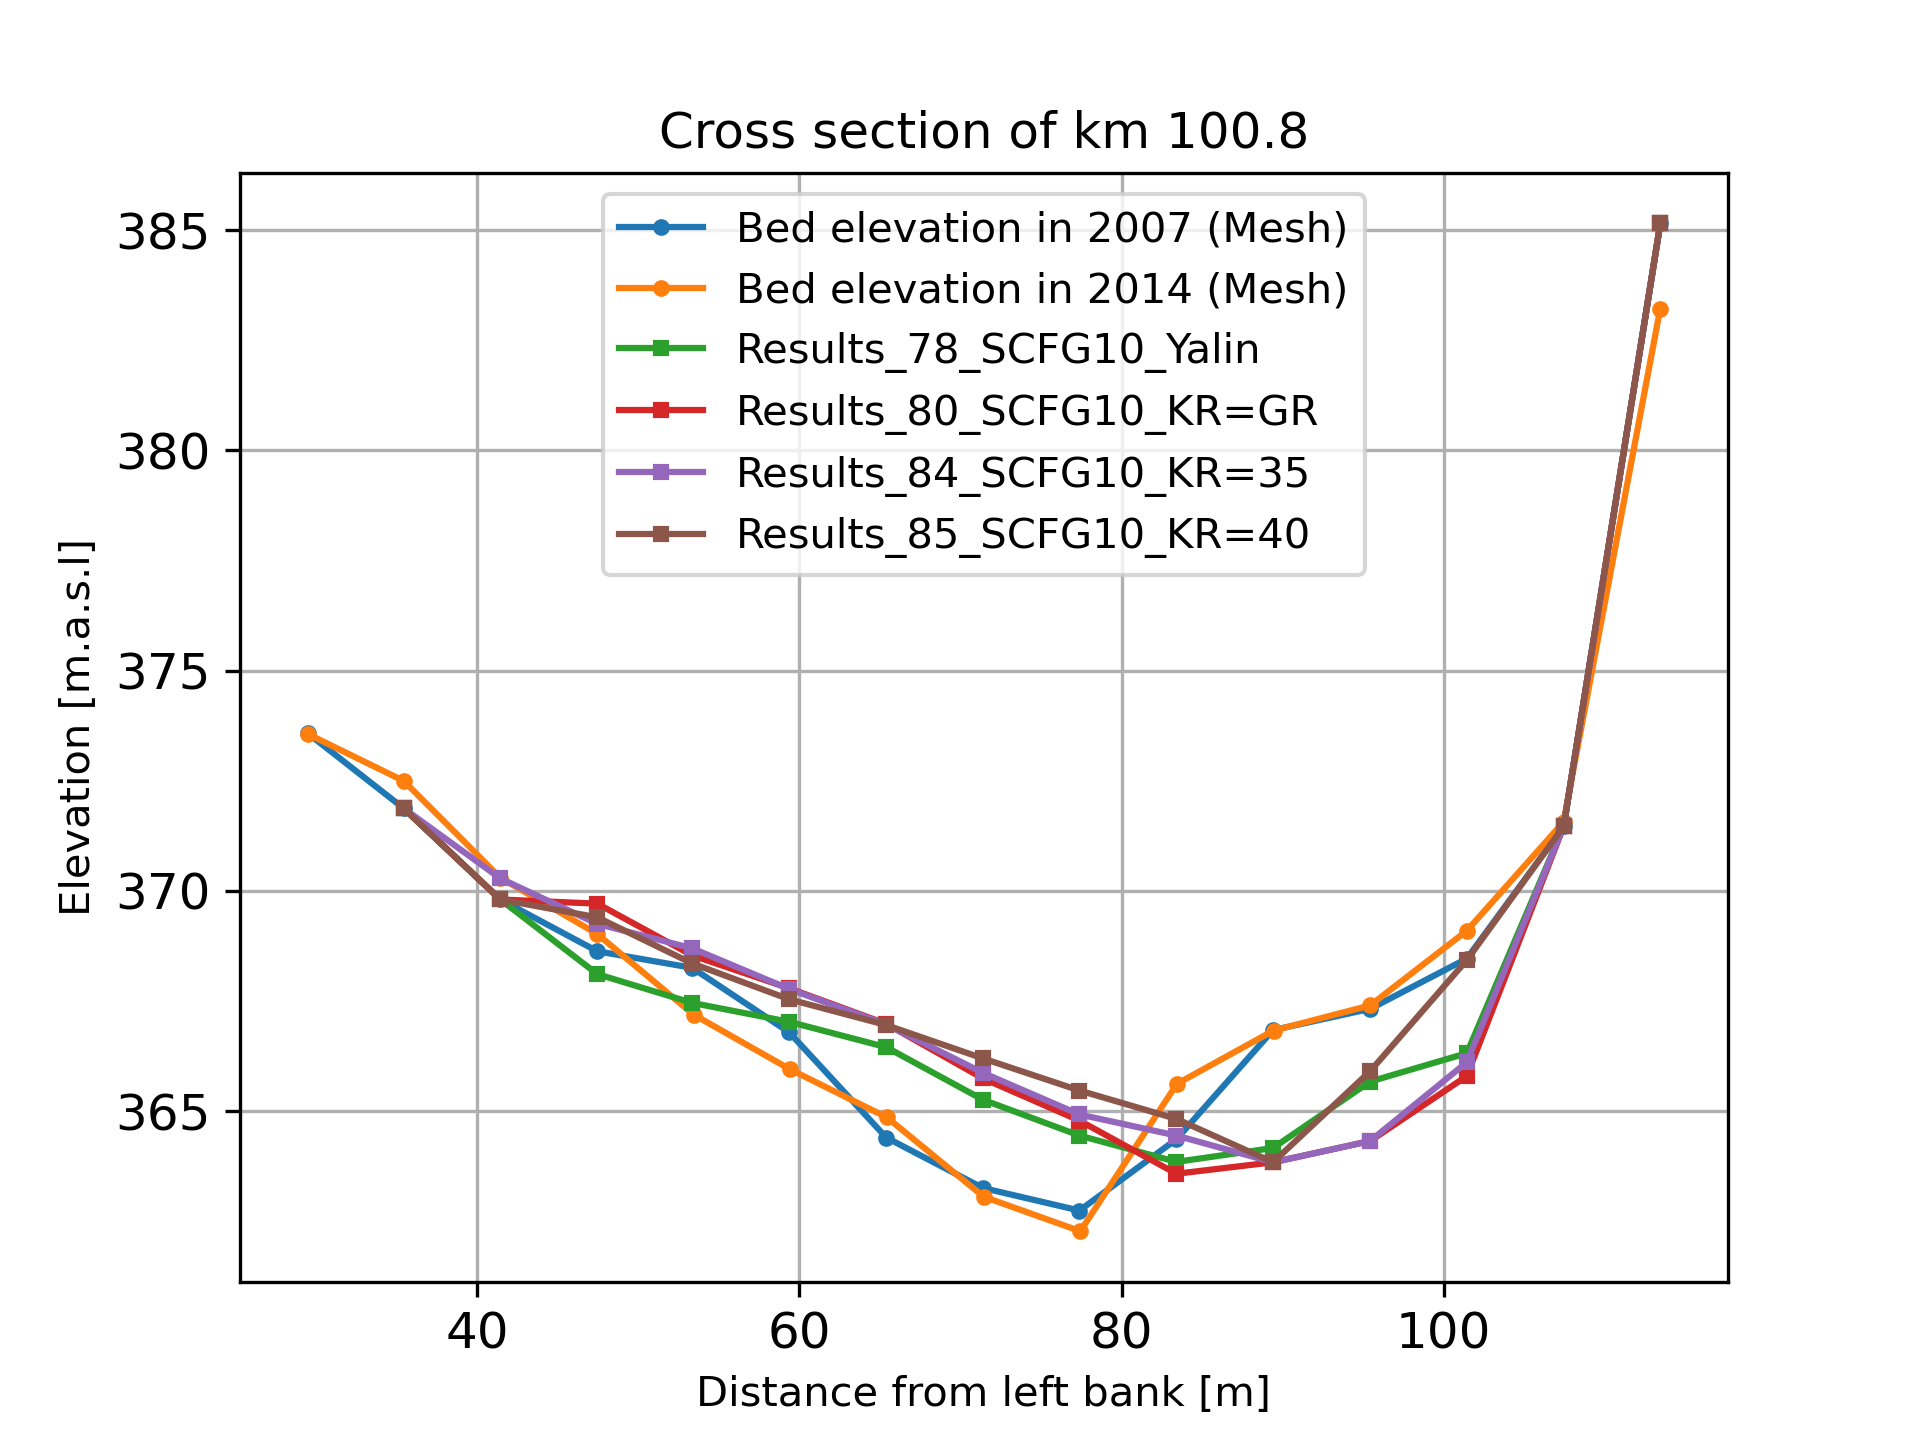 Cross section of km 100.8
Bed elevation in 2007 (Mesh)
Bed elevation in 2014 (Mesh)
Results_78_SCFG10_Yalin
Results_80_SCFG10_KR=GR
Results_84_SCFG10_KR=35
Results_85_SCFG10_KR=40
385
380
375
370
365
Elevation [m.a.s.l]
40 60 80 100
Distance from left bank [m]